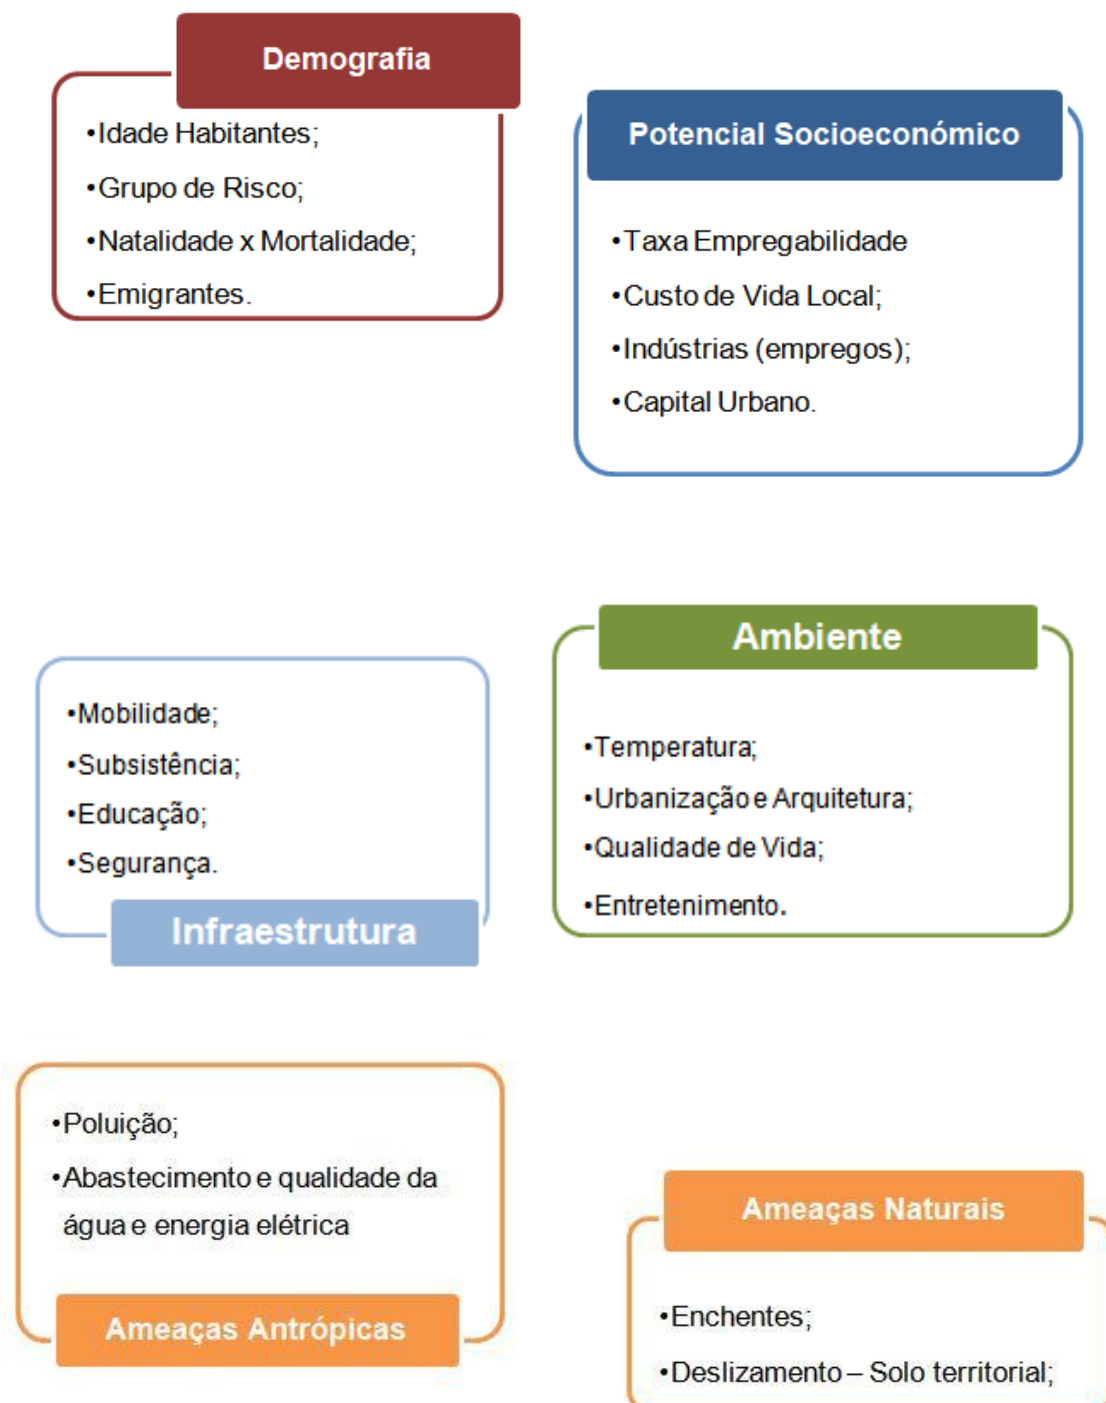 Demografia
•Idade Habitantes;
•Grupo de Risco;
•Natalidade x Mortalidade;
•Emigrantes.
Potencial Socioeconómico
•Taxa Empregabilidade
•Custo de Vida Local;
•Indústrias (empregos);
•Capital Urbano.
•Mobilidade;
•Subsistência;
•Educação;
•Segurança.
Infraestrutura
Ambiente
•Temperatura;
•Urbanização e Arquitetura;
•Qualidade de Vida;
•Entretenimento.
•Poluição;
•Abastecimento e qualidade da
água e energia elétrica
Ameaças Antrópicas
Ameaças Naturais
•Enchentes;
•Deslizamento – Solo territorial;